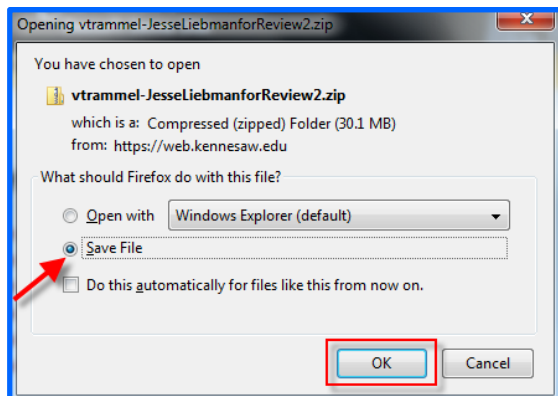 Opening vtrammel-JesseLiebmanforReview2.zip
You have chosen to open
vtrammel-JesseLiebmanforReview2.zip
which is a: Compressed (zipped) Folder (30.1 MB)
from: https://web.kennesaw.edu
What should Firefox do with this file?
Open with Windows Explorer (default)
Save File
Do this automatically for files like this from now on.
OK Cancel